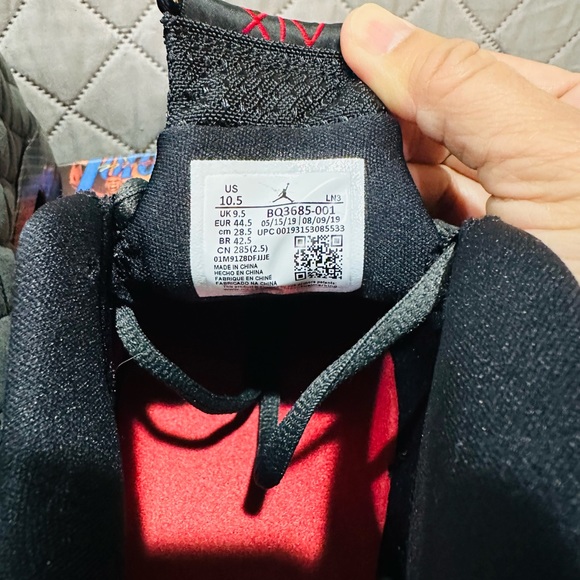 XIV
US
10.5
LN3
UK 9.5
BQ3685-001
EUR 44.5
05/15/19 08/09/19
cm 28.5
UPC 00193153085533
BR 42.5
CN 285(2.5)
01M91Z8DFJJJE
MADE IN CHINA
HECHO EN CHINA
FABRIQUE EN CHINE
FABRICADO NA CHINA